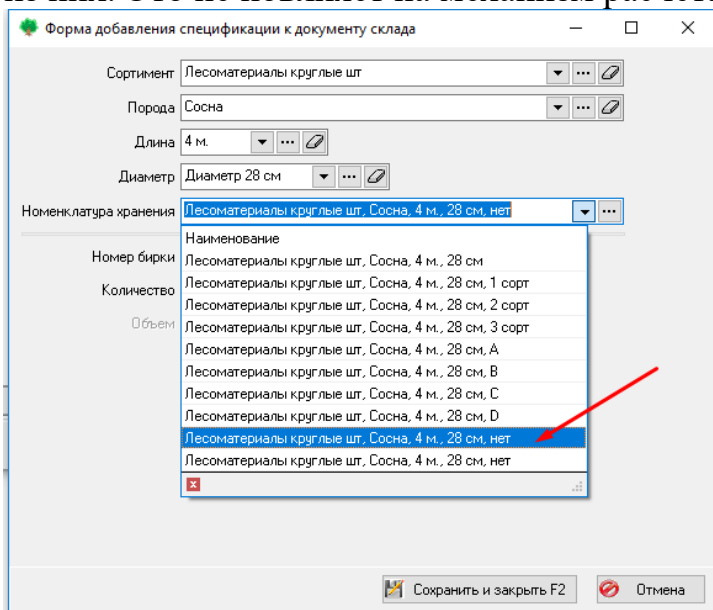 Форма добавления спецификации к документу склада
Сортимент Лесоматериалы круглые шт
Порода Сосна
Длина 4 м.
Диаметр Диаметр 28 см
Номенклатура хранения Лесоматериалы круглые шт, Сосна, 4 м., 28 см, нет
Наименование
Номер бирки Лесоматериалы круглые шт, Сосна, 4 м., 28 см
Количество Лесоматериалы круглые шт, Сосна, 4 м., 28 см, 1 сорт
Лесоматериалы круглые шт, Сосна, 4 м., 28 см, 2 сорт
Объем Лесоматериалы круглые шт, Сосна, 4 м., 28 см, 3 сорт
Лесоматериалы круглые шт, Сосна, 4 м., 28 см, A
Лесоматериалы круглые шт, Сосна, 4 м., 28 см, B
Лесоматериалы круглые шт, Сосна, 4 м., 28 см, C
Лесоматериалы круглые шт, Сосна, 4 м., 28 см, D
Лесоматериалы круглые шт, Сосна, 4 м., 28 см, нет
Лесоматериалы круглые шт, Сосна, 4 м., 28 см, нет
Сохранить и закрыть F2 Отмена